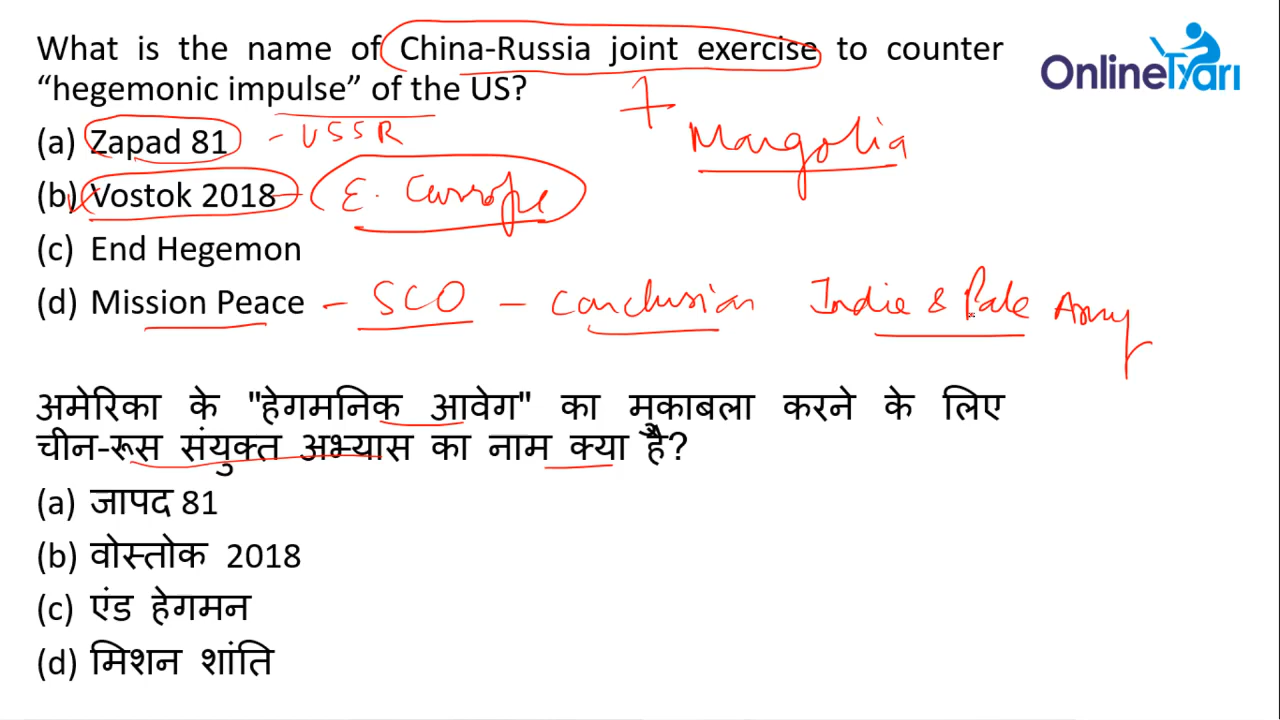 What is the name of China-Russia joint exercise to counter
“hegemonic impulse” of the US?
+
Mangolia
(a) Zapad 81 - USSR
(b) Vostok 2018 - E. Europe
(c) End Hegemon
(d) Mission Peace - SCO - Conclusion India & Pak Army
OnlineTyari
अमेरिका के "हेगमनिक आवेग" का मुकाबला करने के लिए
चीन-रूस संयुक्त अभ्यास का नाम क्या है?
(a) जापद 81
(b) वोस्तोक 2018
(c) एंड हेगमन
(d) मिशन शांति